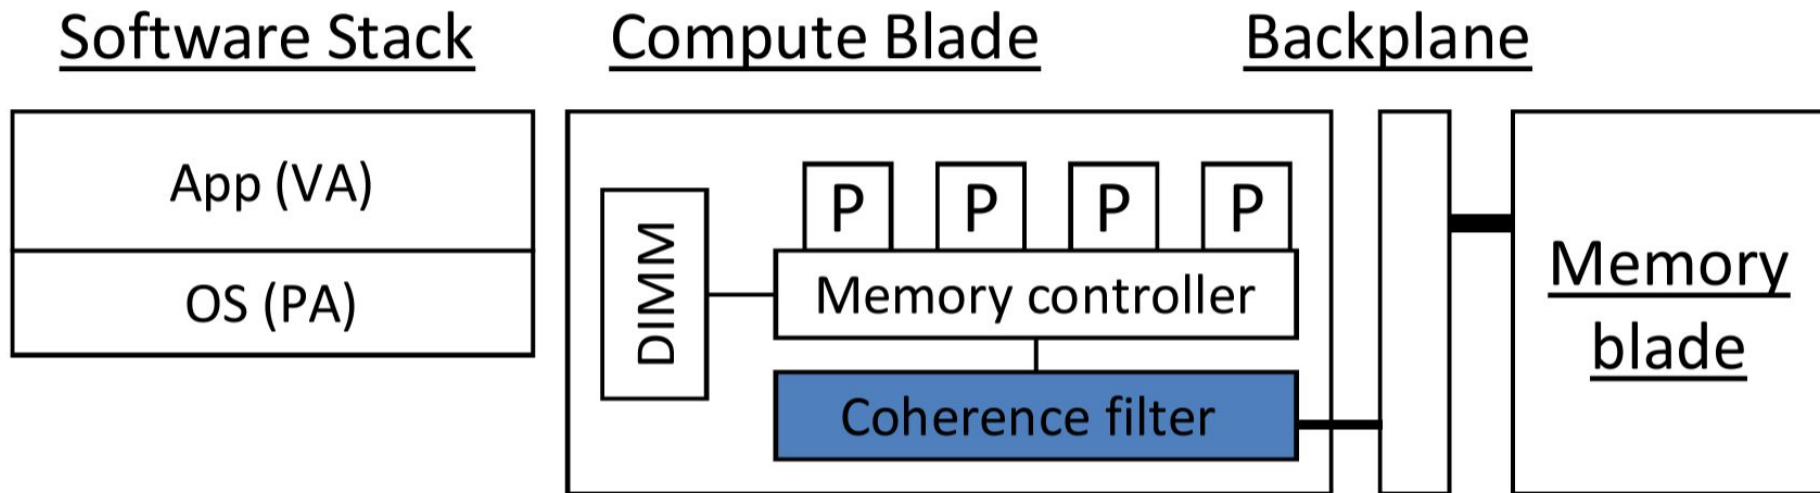 Software Stack
Compute Blade
Backplane
App (VA)
OS (PA)
DIMM
P P P P
Memory controller
Coherence filter
Memory
blade